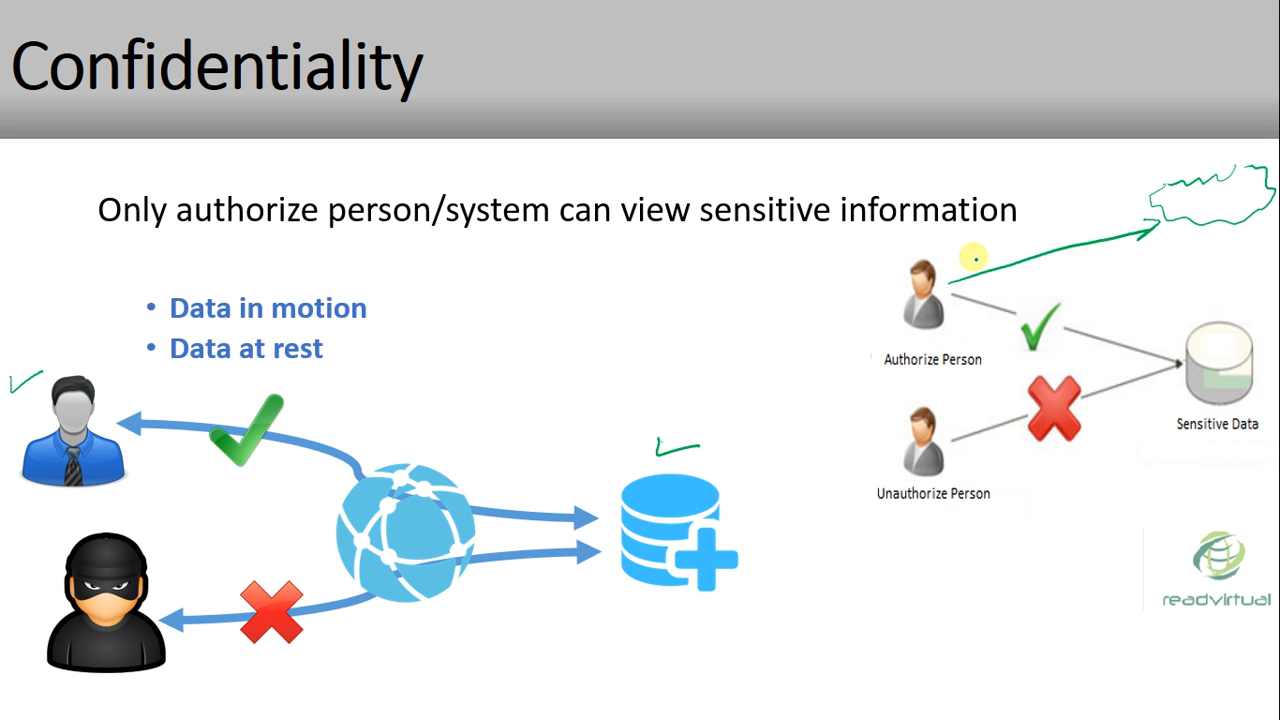 Confidentiality
Only authorize person/system can view sensitive information
• Data in motion
• Data at rest
Authorize Person
Sensitive Data
Unauthorize Person
readvirtual